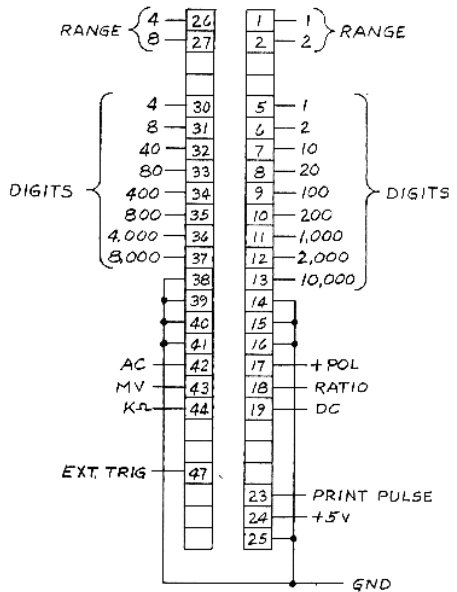 4 26 1 1
RANGE 8 27 2 2 RANGE
4 30 5 1
8 31 6 2
40 32 7 10
80 33 8 20
DIGITS 400 34 9 100 DIGITS
800 35 10 200
4,000 36 11 1,000
8,000 37 12 2,000
38 13 10,000
39 14
40 15
41 16
AC 42 17 +POL
MV 43 18 RATIO
KΩ 44 19 DC
EXT. TRIG 47
23 PRINT PULSE
24 +5V
25
GND